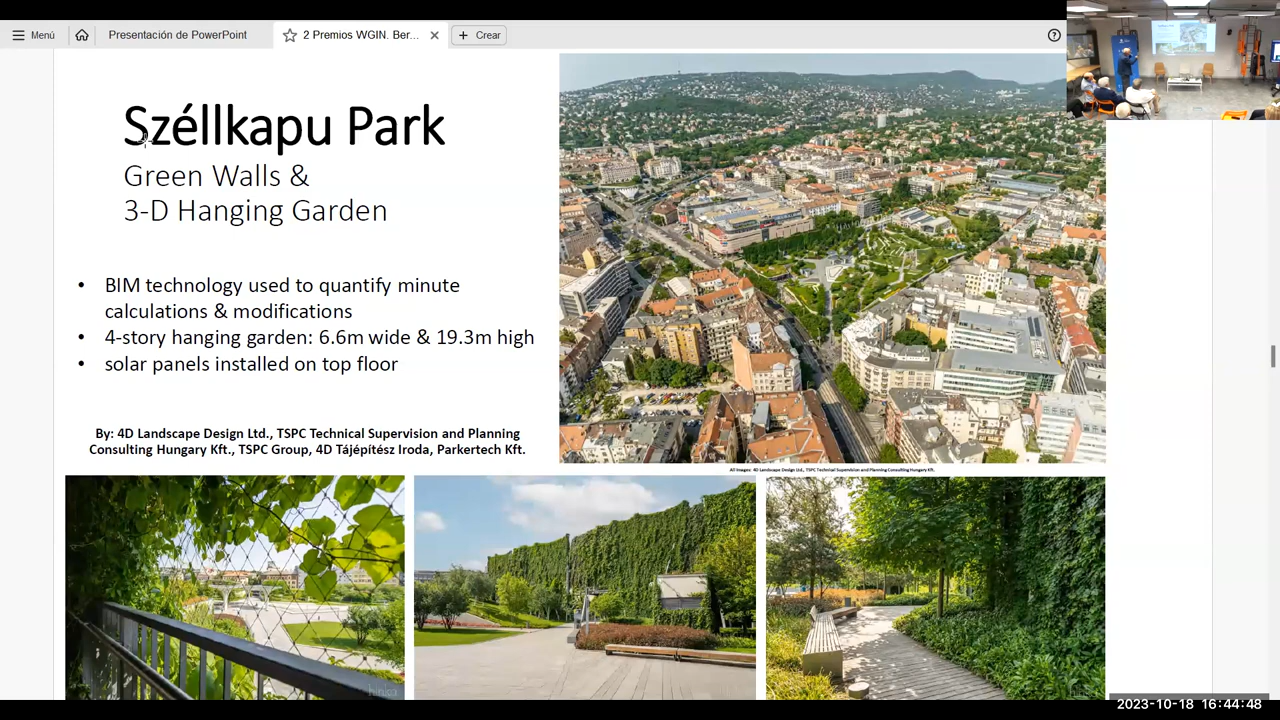 Menú
Presentación de PowerPoint
2 Premios WGIN. Ber...
Crear
Széllkapu Park
Green Walls &
3-D Hanging Garden
• BIM technology used to quantify minute
calculations & modifications
• 4-story hanging garden: 6.6m wide & 19.3m high
• solar panels installed on top floor
By: 4D Landscape Design Ltd., TSPC Technical Supervision and Planning
Consulting Hungary Kft., TSPC Group, 4D Tájépítész Iroda, Parkertech Kft.
All Images: 4D Landscape Design Ltd., TSPC Technical Supervision and Planning Consulting Hungary Kft.
2023-10-18 16:44:48